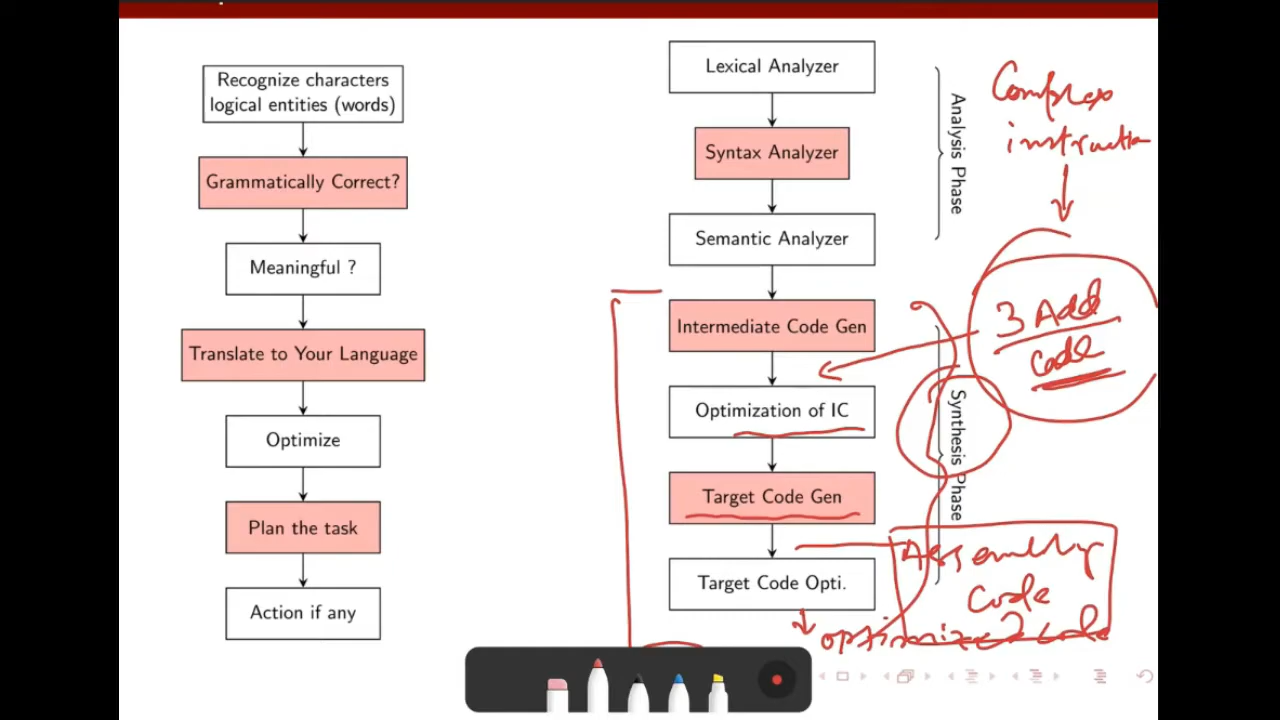 Recognize characters
logical entities (words)
Grammatically Correct?
Meaningful ?
Translate to Your Language
Optimize
Plan the task
Action if any
Lexical Analyzer
Syntax Analyzer
Semantic Analyzer
Intermediate Code Gen
Optimization of IC
Target Code Gen
Target Code Opti.
Analysis Phase
Synthesis Phase
Complex
3 Add
code
Assembly
Code
optimized code